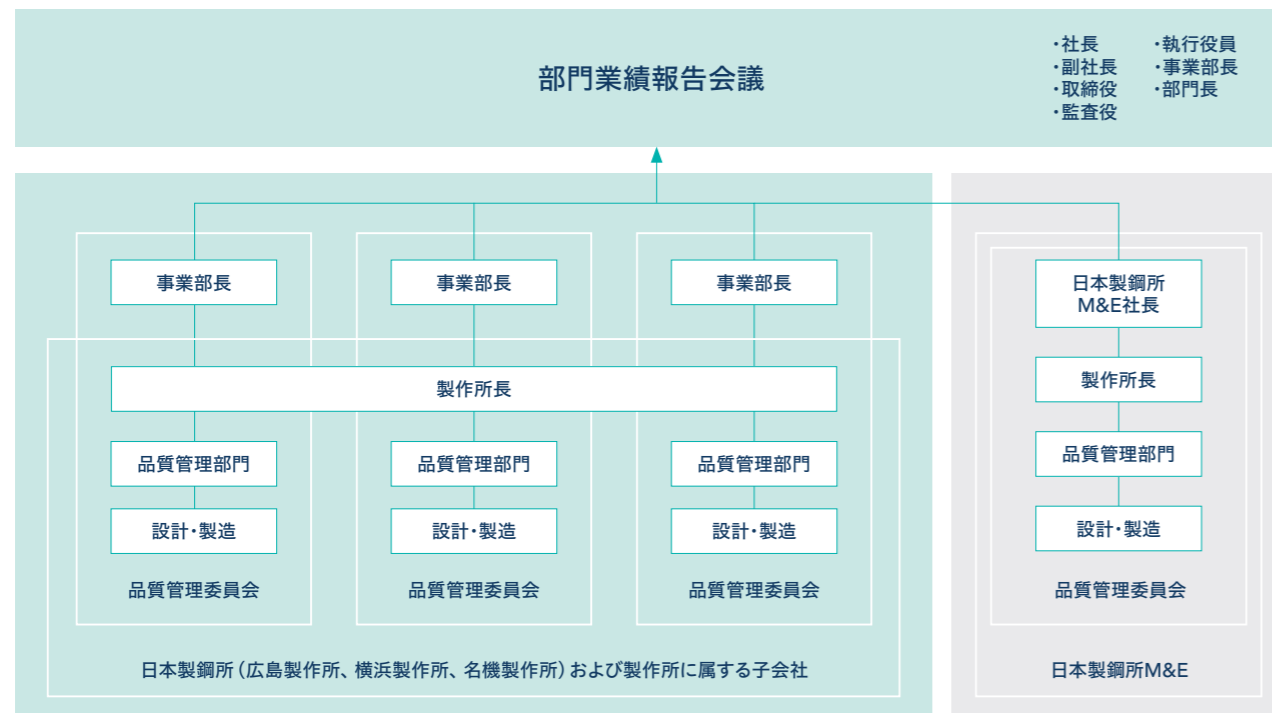 部門業績報告会議
・社長
・副社長
・取締役
・監査役
・執行役員
・事業部長
・部門長
事業部長
事業部長
事業部長
製作所長
品質管理部門
品質管理部門
品質管理部門
設計・製造
設計・製造
設計・製造
品質管理委員会
品質管理委員会
品質管理委員会
日本製鋼所（広島製作所、横浜製作所、名機製作所）および製作所に属する子会社
日本製鋼所
M&E社長
製作所長
品質管理部門
設計・製造
品質管理委員会
日本製鋼所M&E